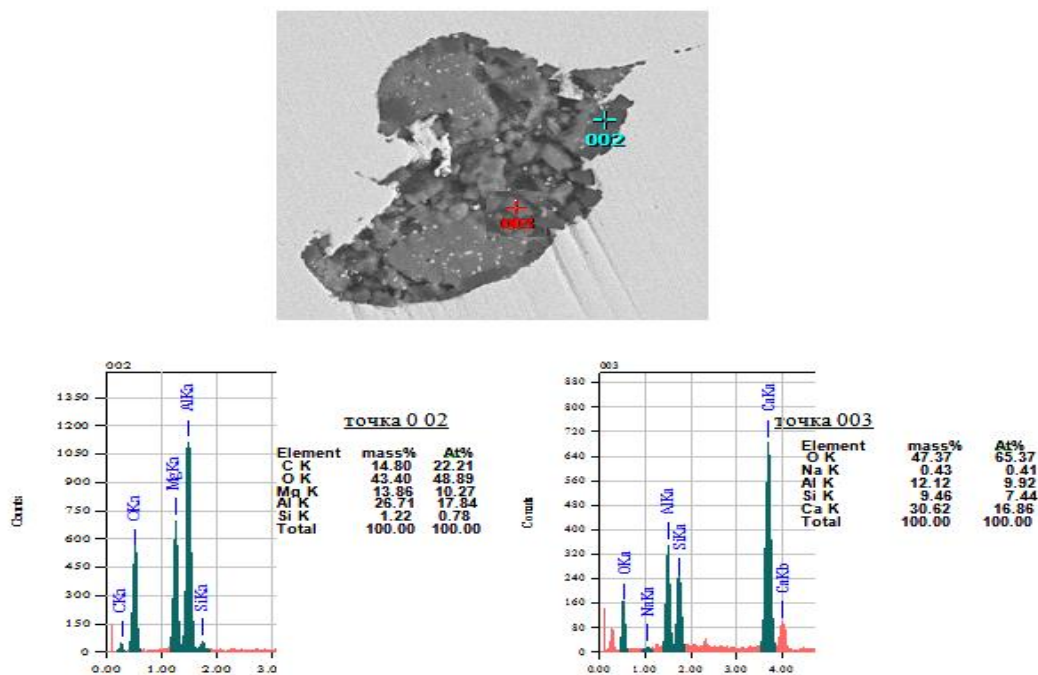 002
002
1350
1200
1050
900
750
600
450
300
150
0
Counts
CKa
OKa
MgKa
AlKa
SiKa
0.00 1.00 2.00 3.0
точка 0 02
Element mass% At%
C K 14.80 22.21
O K 43.40 48.89
Mg K 13.86 10.27
Al K 26.71 17.84
Si K 1.22 0.78
Total 100.00 100.00
003
880
800
720
640
560
480
400
320
240
160
80
0
Counts
OKa
NaKa
AlKa
SiKa
CaKa
CaKb
0.00 1.00 2.00 3.00 4.00
точка 003
Element mass% At%
O K 47.37 65.37
Na K 0.43 0.41
Al K 12.12 9.92
Si K 9.46 7.44
Ca K 30.62 16.86
Total 100.00 100.00